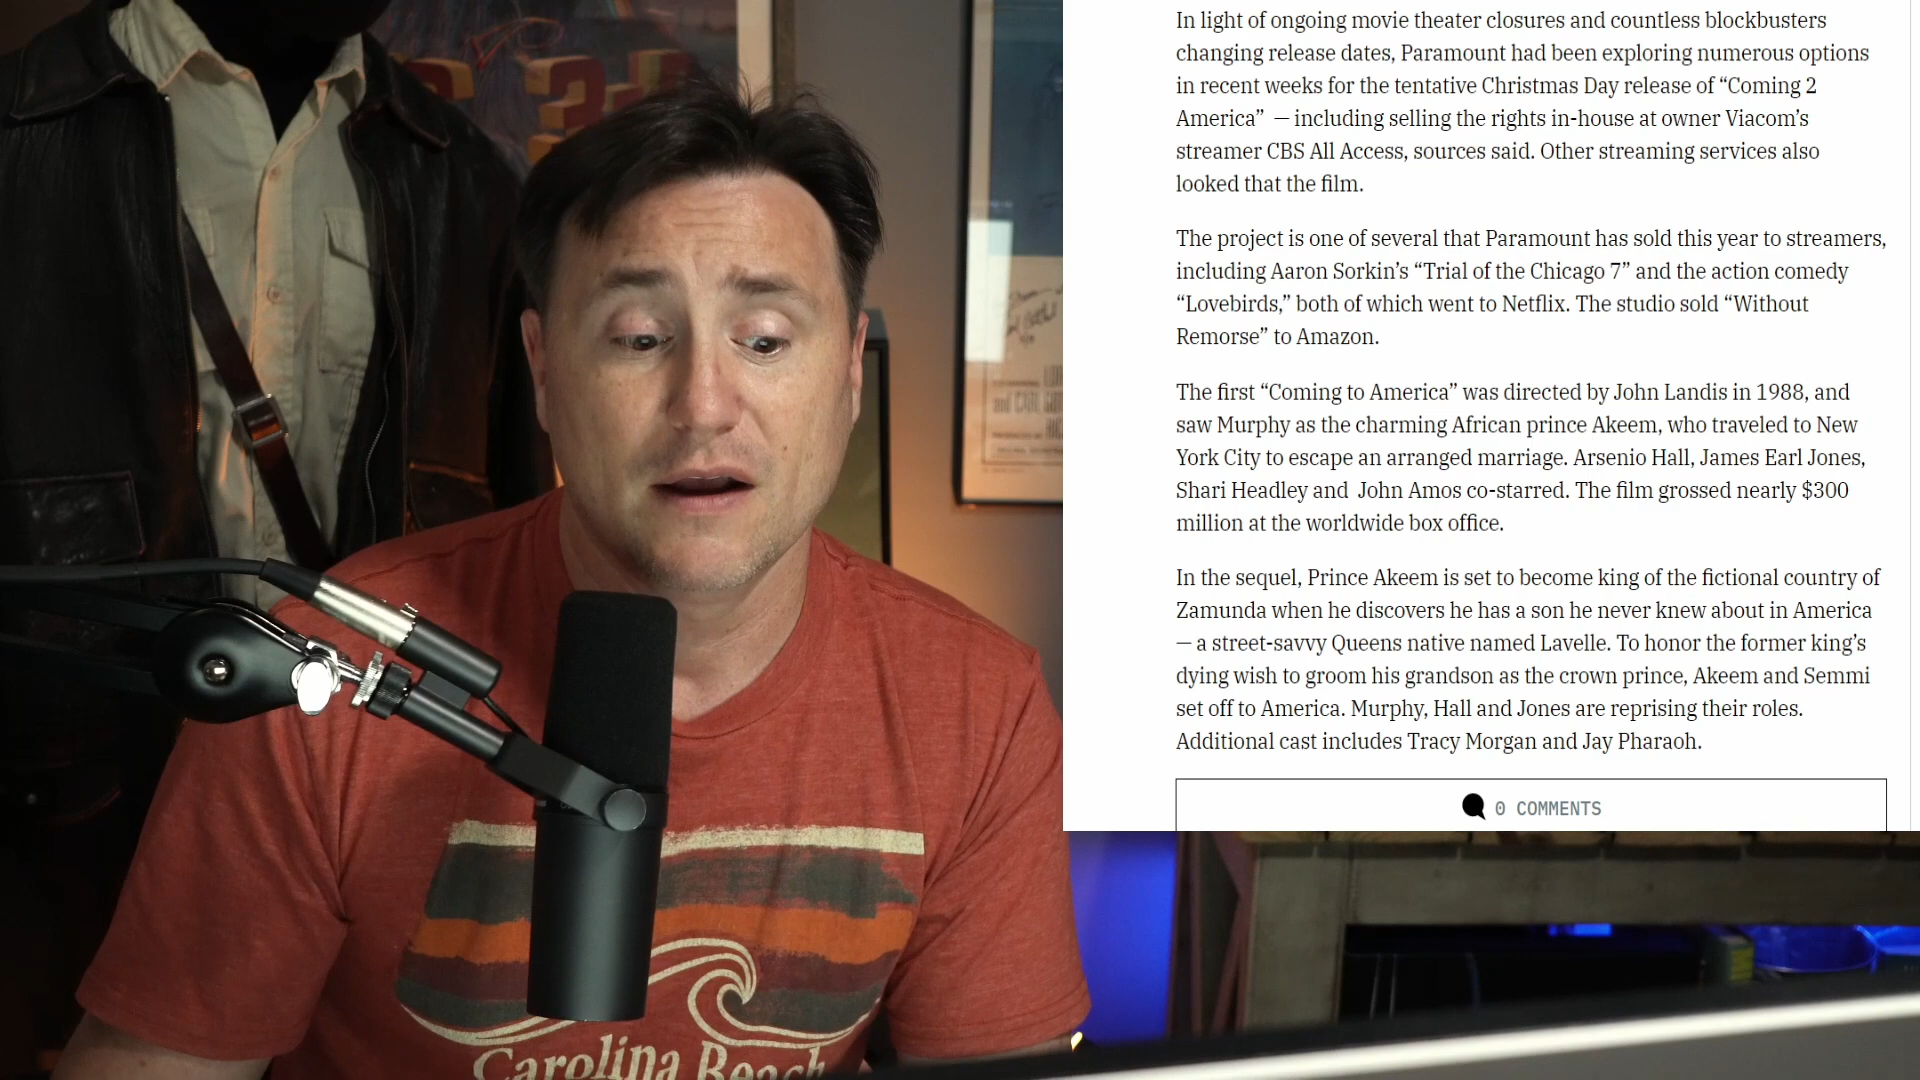 In light of ongoing movie theater closures and countless blockbusters
changing release dates, Paramount had been exploring numerous options
in recent weeks for the tentative Christmas Day release of “Coming 2
America” — including selling the rights in-house at owner Viacom’s
streamer CBS All Access, sources said. Other streaming services also
looked that the film.
The project is one of several that Paramount has sold this year to streamers,
including Aaron Sorkin’s “Trial of the Chicago 7” and the action comedy
“Lovebirds,” both of which went to Netflix. The studio sold “Without
Remorse” to Amazon.
The first “Coming to America” was directed by John Landis in 1988, and
saw Murphy as the charming African prince Akeem, who traveled to New
York City to escape an arranged marriage. Arsenio Hall, James Earl Jones,
Shari Headley and John Amos co-starred. The film grossed nearly $300
million at the worldwide box office.
In the sequel, Prince Akeem is set to become king of the fictional country of
Zamunda when he discovers he has a son he never knew about in America
— a street-savvy Queens native named Lavelle. To honor the former king’s
dying wish to groom his grandson as the crown prince, Akeem and Semmi
set off to America. Murphy, Hall and Jones are reprising their roles.
Additional cast includes Tracy Morgan and Jay Pharaoh.
0 COMMENTS
Carolina Beach